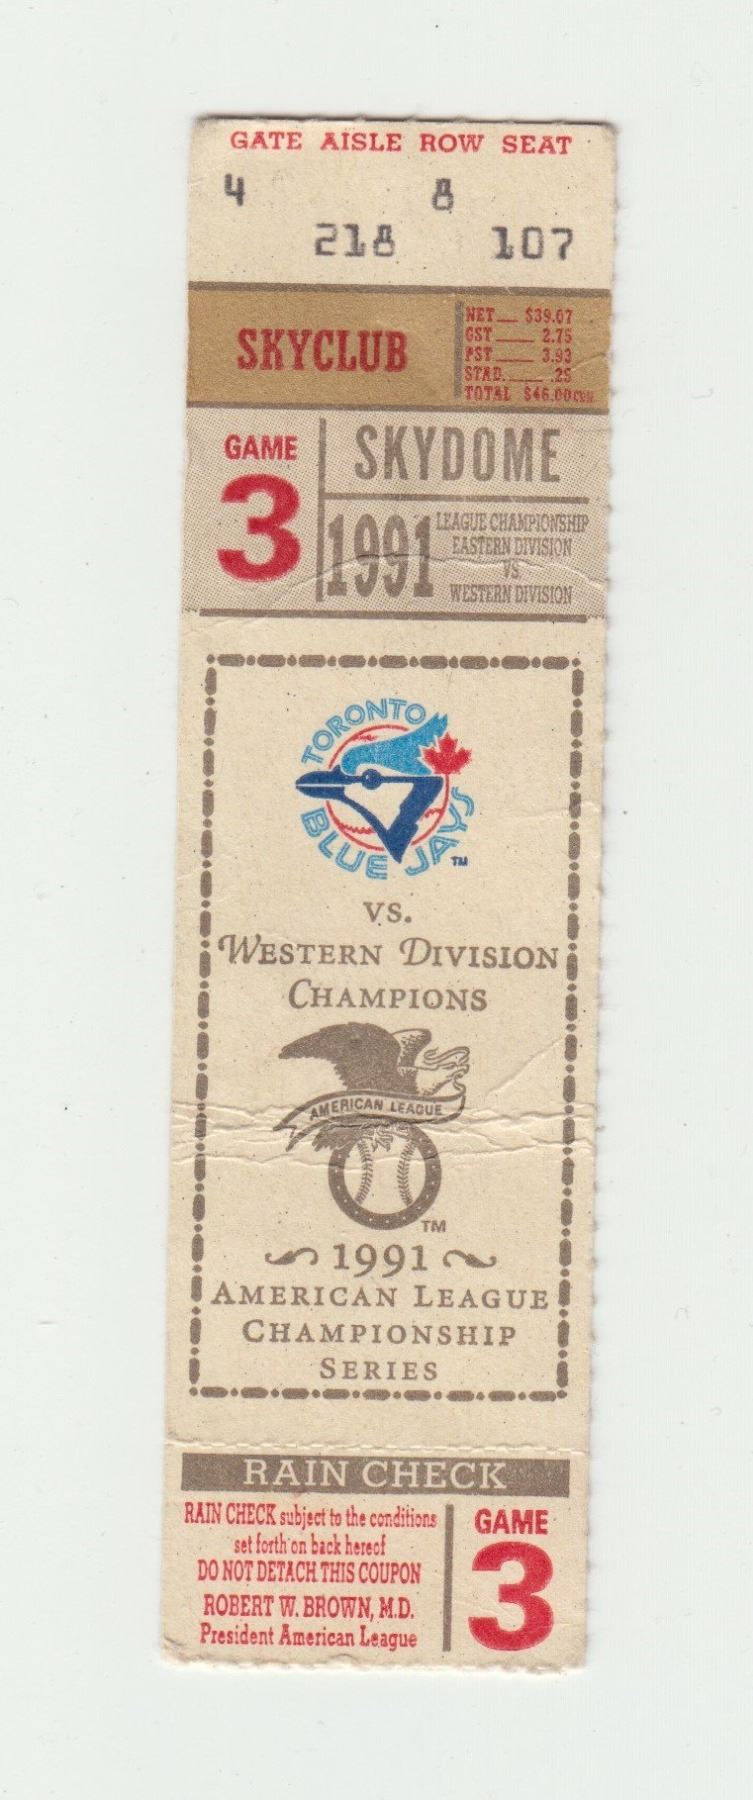 GATE AISLE ROW SEAT
4 8
218 107
SKYCLUB
NET $39.07
GST 2.75
PST 3.93
STAD. .25
TOTAL $46.00 CDN.
GAME
3
SKYDOME
1991
LEAGUE CHAMPIONSHIP
EASTERN DIVISION
VS.
WESTERN DIVISION
TORONTO
BLUE JAYS
TM
VS.
WESTERN DIVISION
CHAMPIONS
AMERICAN LEAGUE
TM
1991
AMERICAN LEAGUE
CHAMPIONSHIP
SERIES
RAIN CHECK
RAIN CHECK subject to the conditions
set forth on back hereof
DO NOT DETACH THIS COUPON
ROBERT W. BROWN, M.D.
President American League
GAME
3